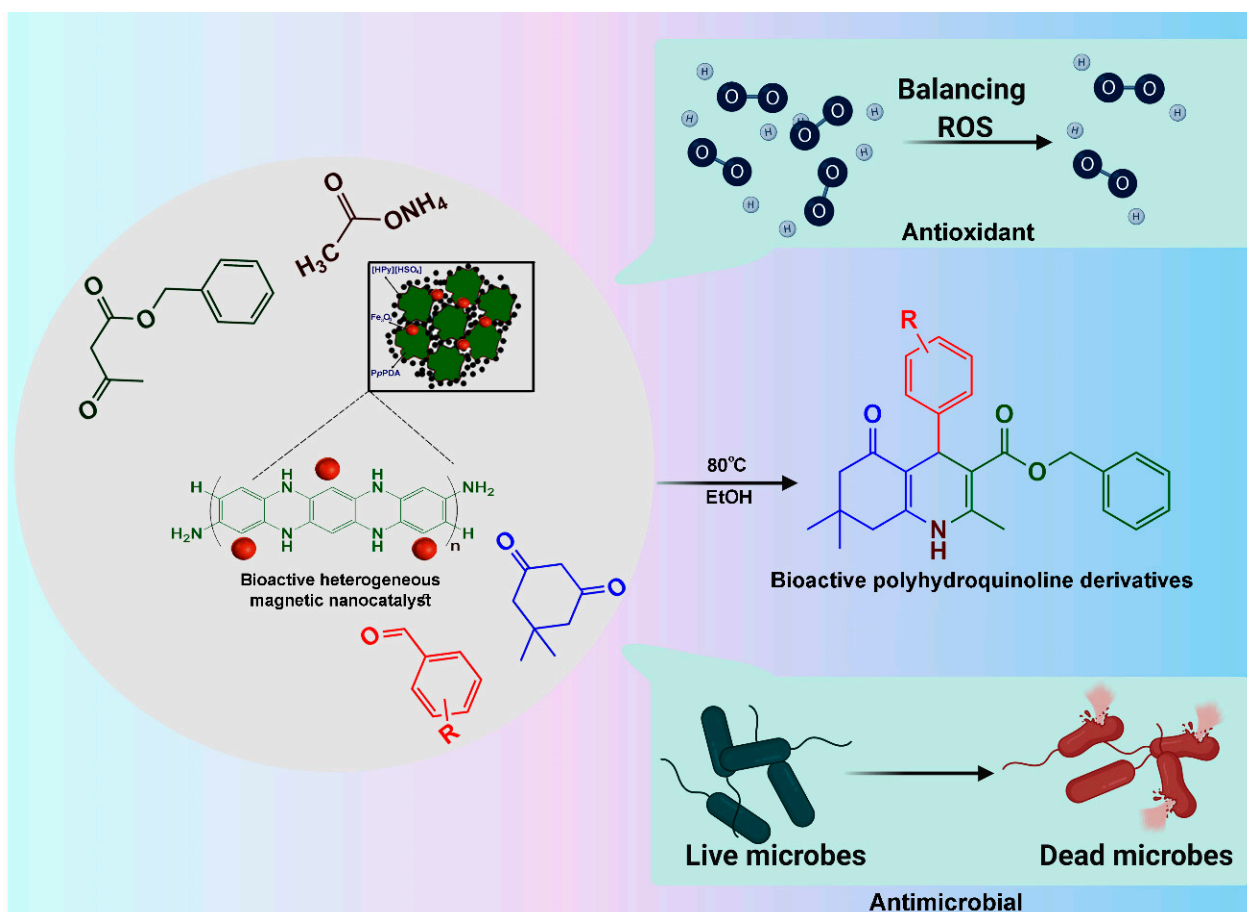 H
O O
H
H
H
O O
H
H
O O
H
O O
H
H
Balancing
ROS
H
O O
H
H
O O
H
Antioxidant
O
ONH₄
H₃C
[HPy][HSO₄]
PpPDA
O
O
O
H
H₂N
H
N
N
H
H
N
N
H
NH₂
H
n
Bioactive heterogeneous
magnetic nanocatalyst
O
O
O
R
80°C
EtOH
R
O
O
O
N
H
Bioactive polyhydroquinoline derivatives
Live microbes
Dead microbes
Antimicrobial